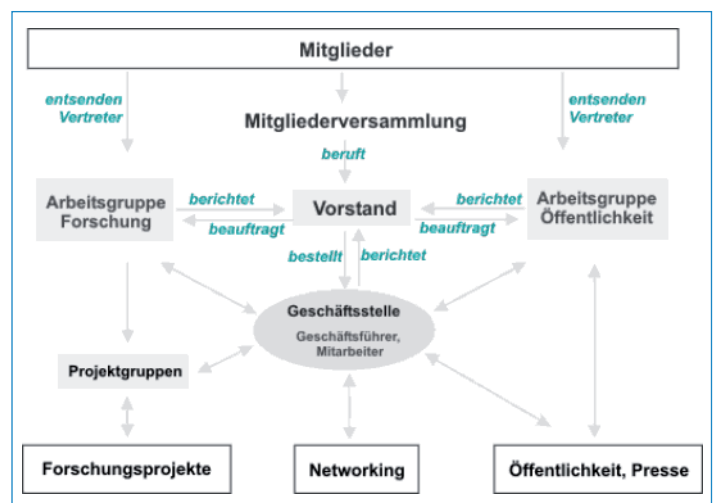 Mitglieder
entsenden
Vertreter
entsenden
Vertreter
Mitgliederversammlung
beruft
Arbeitsgruppe
Forschung
berichtet
beauftragt
Vorstand
berichtet
beauftragt
Arbeitsgruppe
Öffentlichkeit
bestellt
berichtet
Geschäftsstelle
Geschäftsführer,
Mitarbeiter
Projektgruppen
Forschungsprojekte
Networking
Öffentlichkeit, Presse